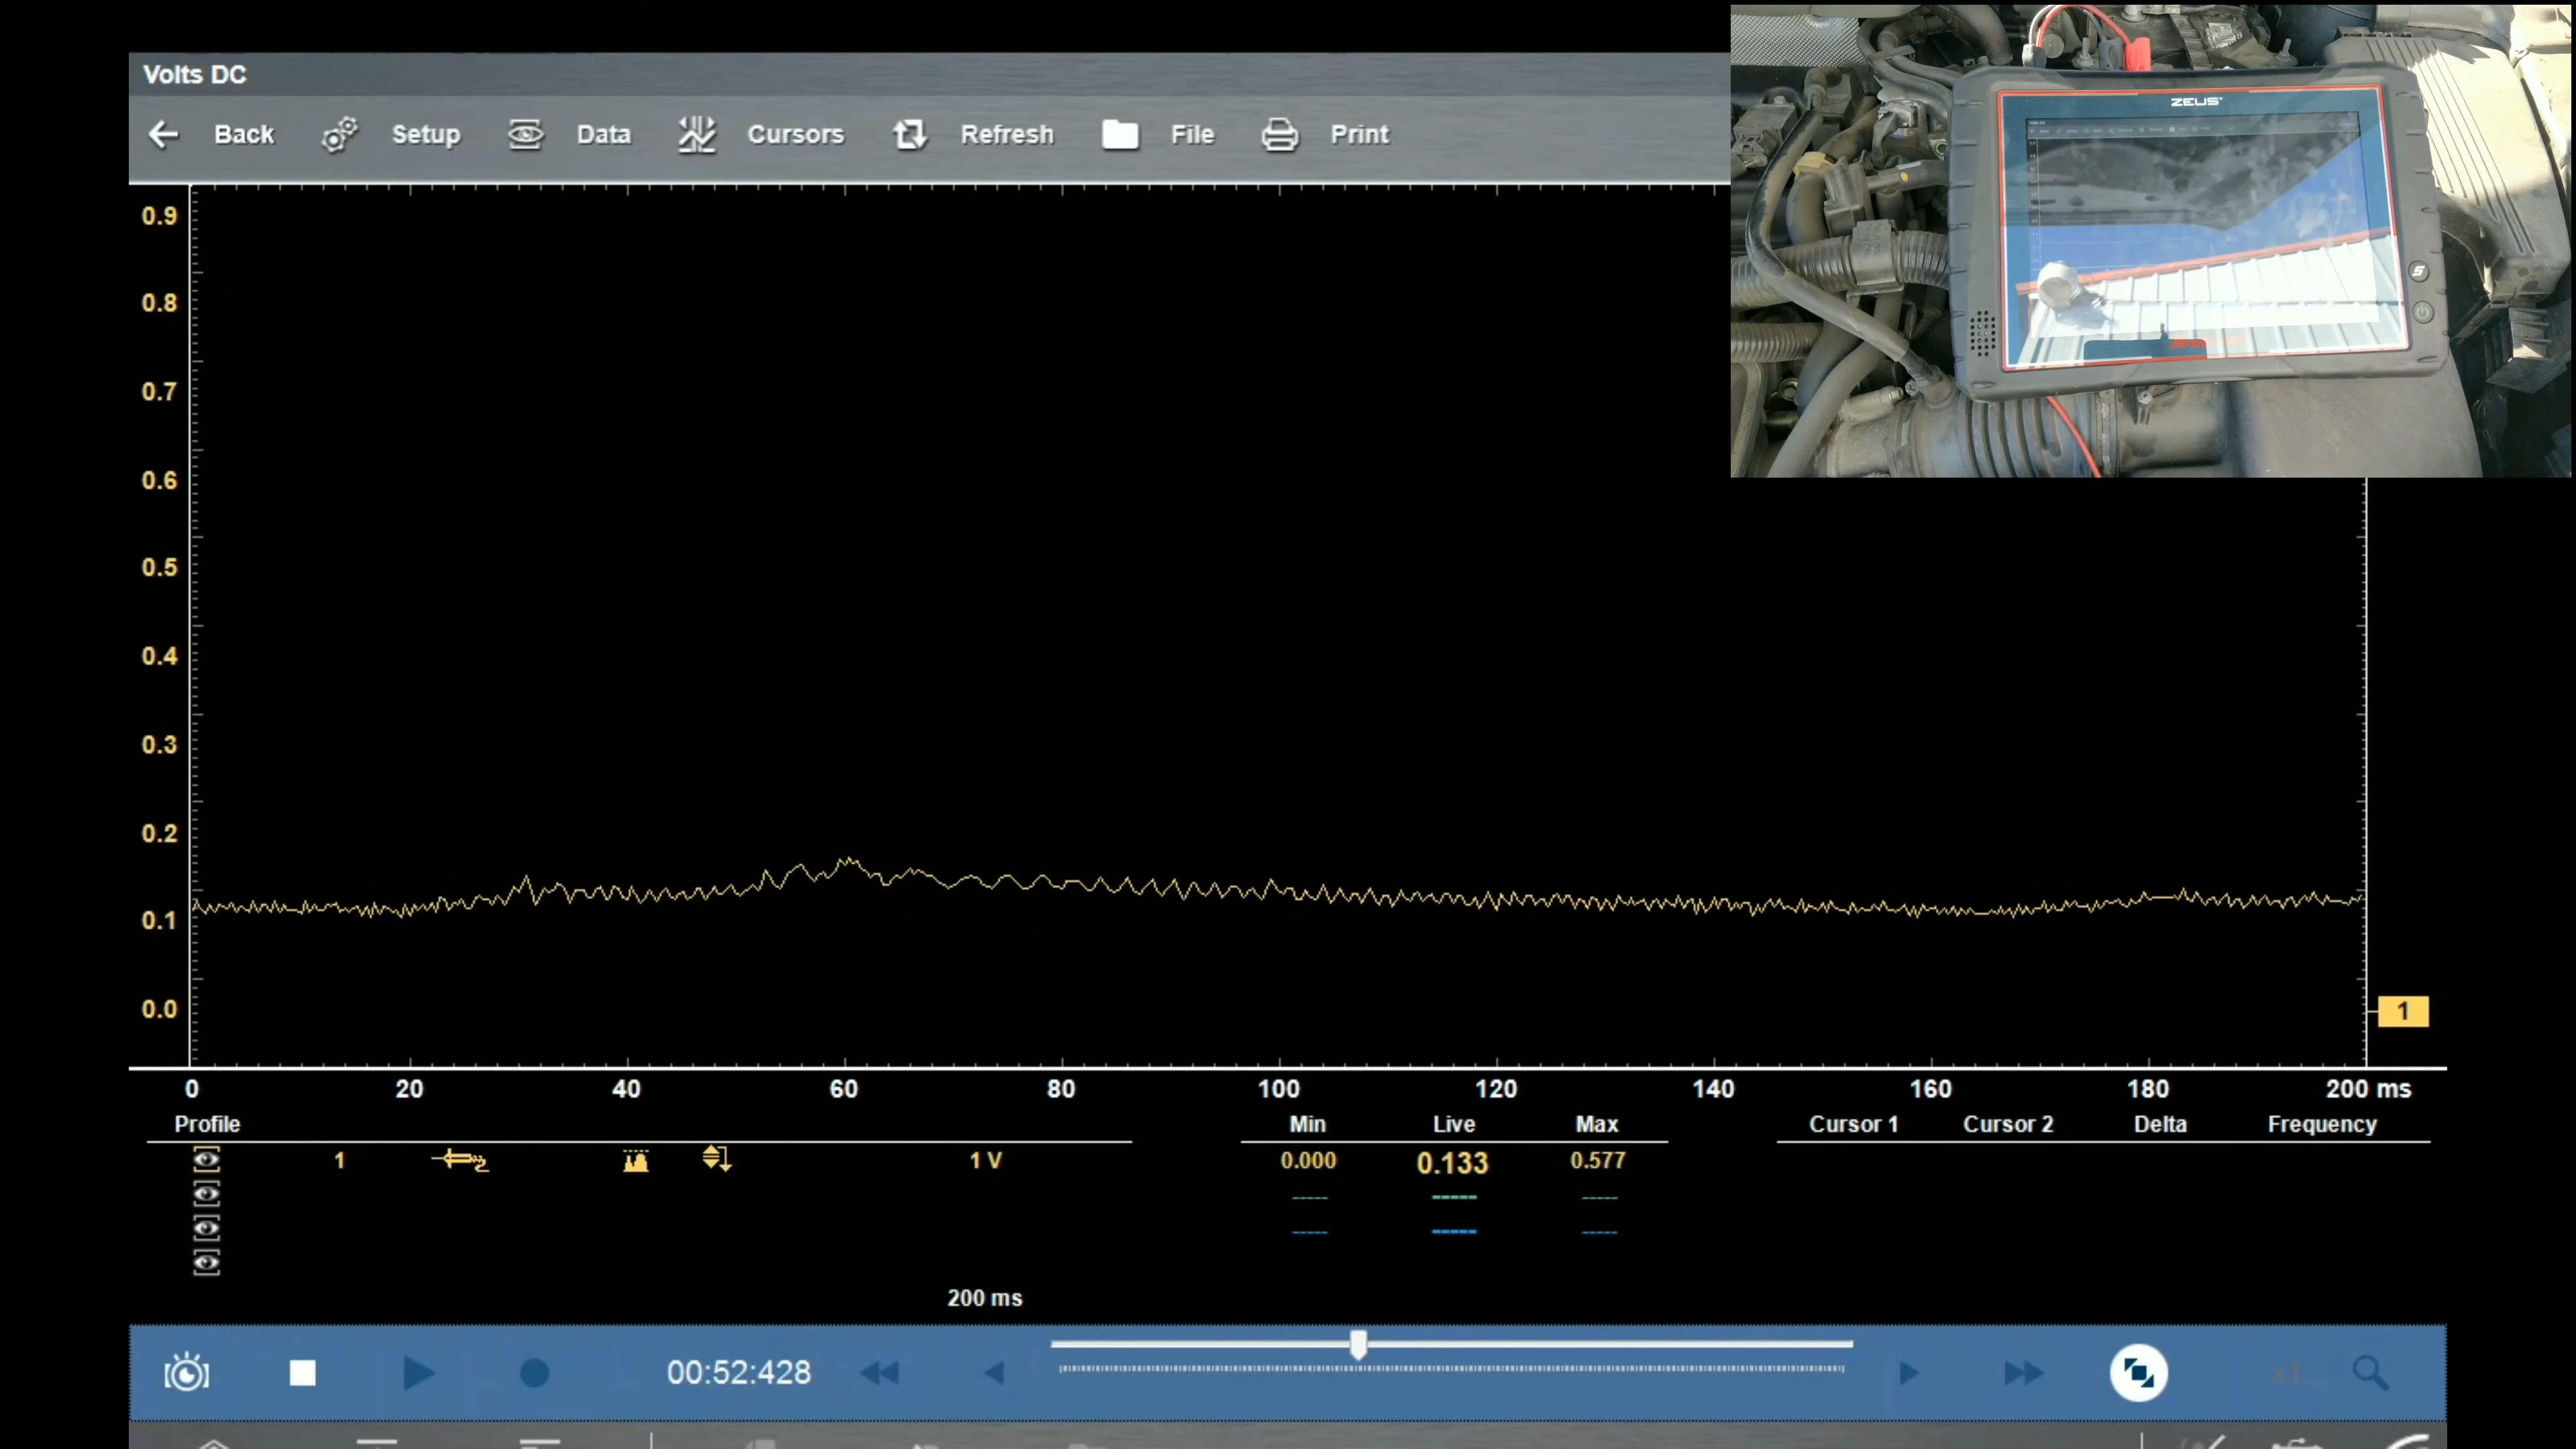 Volts DC
Back Setup Data Cursors Refresh File Print
ZEUS
0.9
0.8
0.7
0.6
0.5
0.4
0.3
0.2
0.1
0.0
1
0 20 40 60 80 100 120 140 160 180 200 ms
Profile Min Live Max Cursor 1 Cursor 2 Delta Frequency
1 1 V 0.000 0.133 0.577
----- ----- -----
----- ----- -----
200 ms
00:52:428 x1